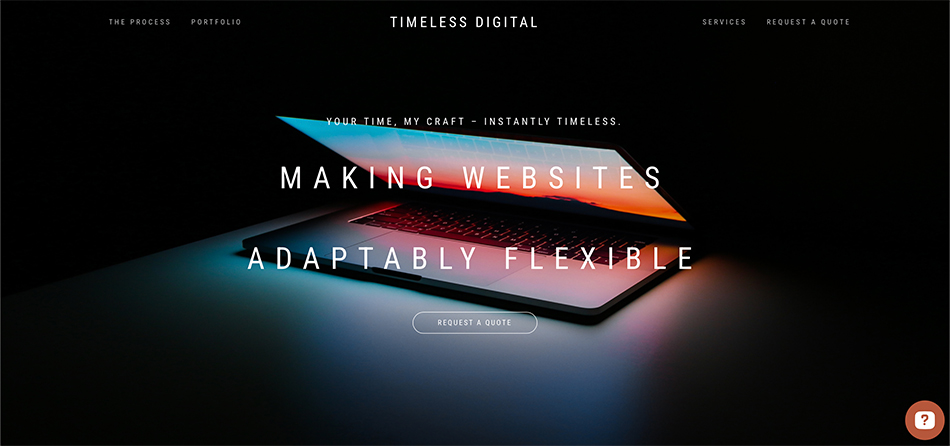 THE PROCESS PORTFOLIO TIMELESS DIGITAL SERVICES REQUEST A QUOTE
YOUR TIME, MY CRAFT – INSTANTLY TIMELESS.
MAKING WEBSITES
ADAPTABLY FLEXIBLE
REQUEST A QUOTE
?